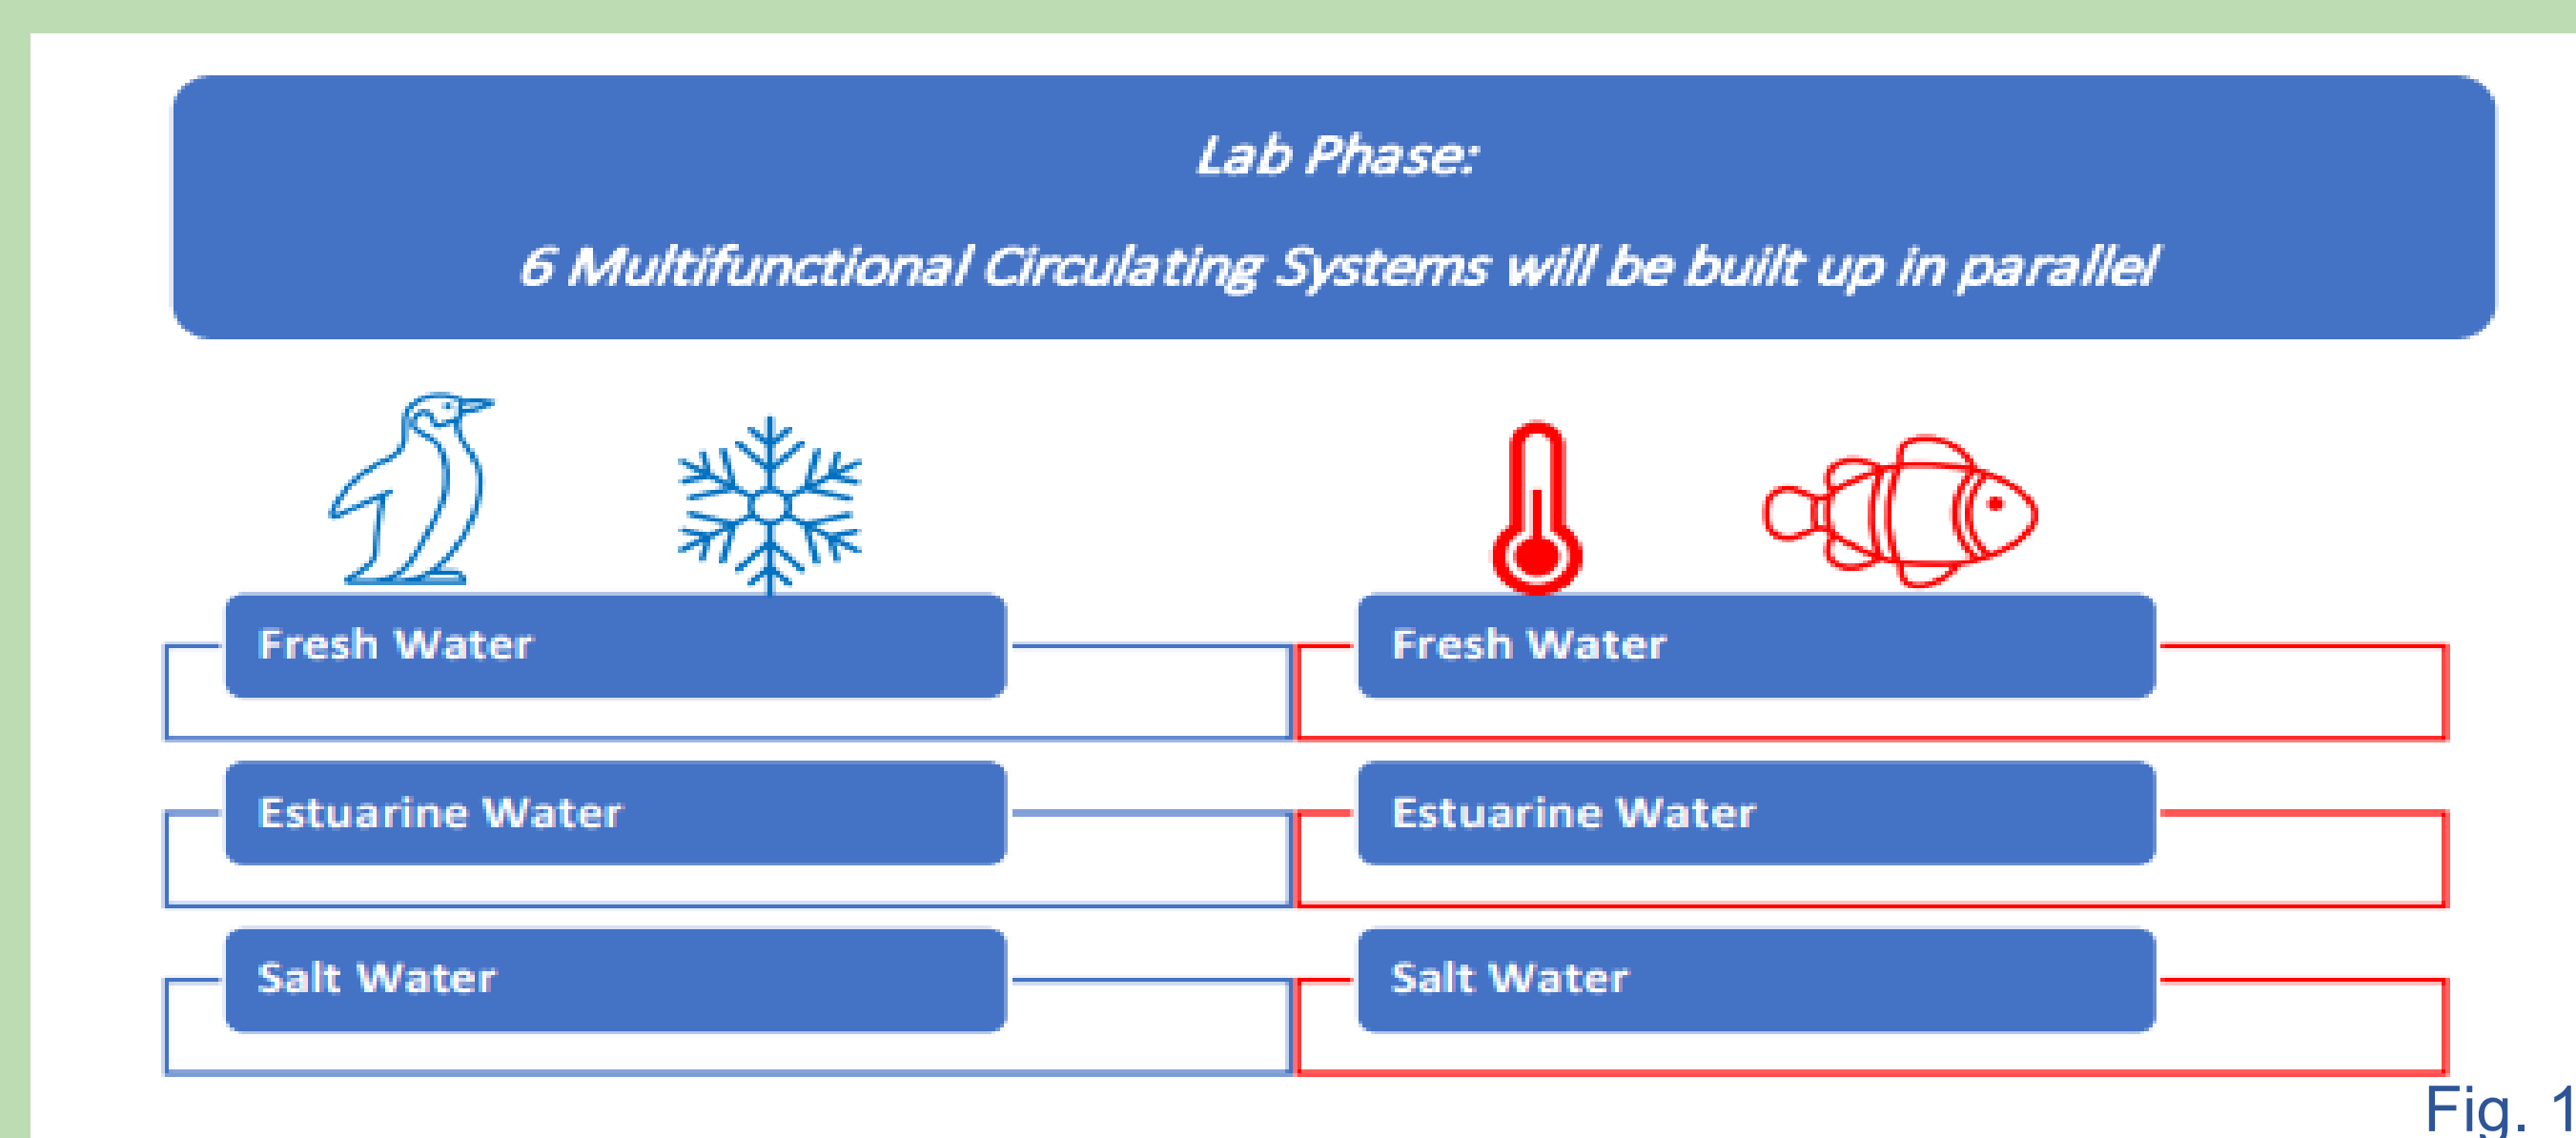 Lab Phase:
6 Multifunctional Circulating Systems will be built up in parallel
Fresh Water
Fresh Water
Estuarine Water
Estuarine Water
Salt Water
Salt Water
Fig. 1